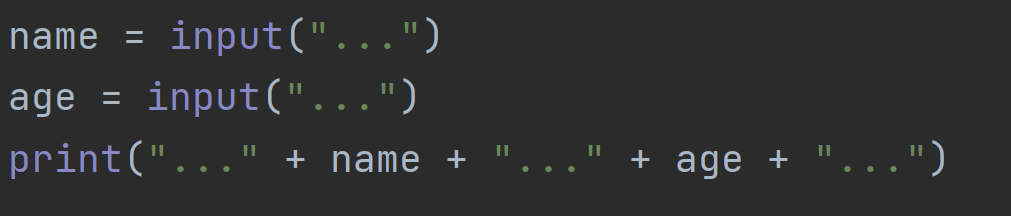 name = input("...")
age = input("...")
print("..." + name + "..." + age + "...")